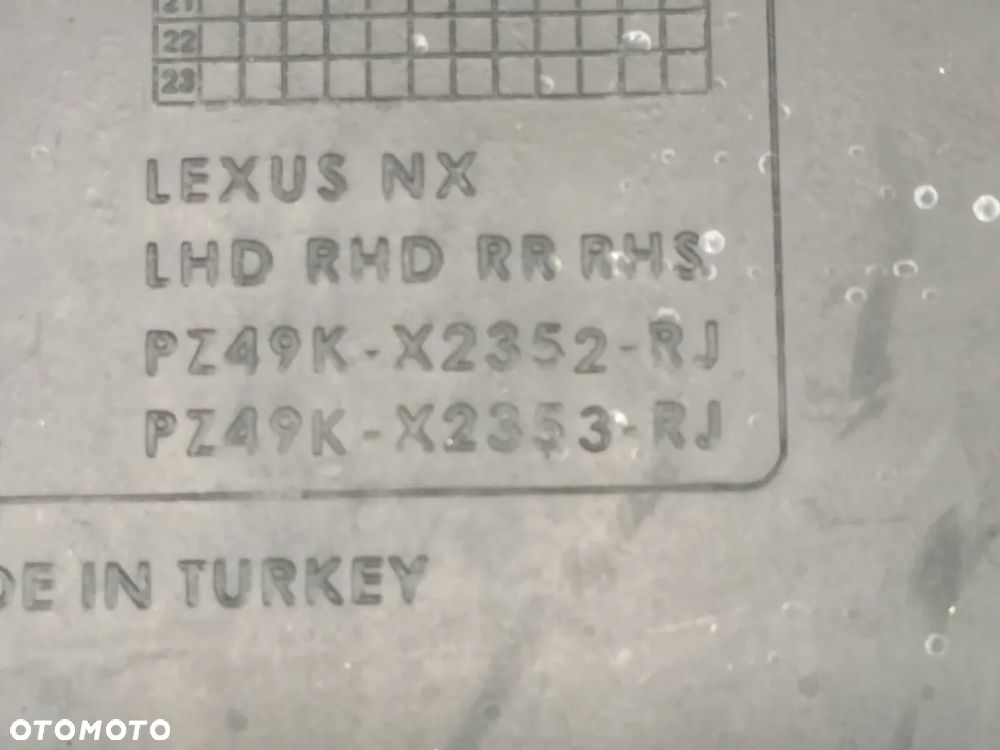 21
22
23
LEXUS NX
LHD RHD RR RHS
PZ49K-X2352-RJ
PZ49K-X2353-RJ
DE IN TURKEY
OTOMOTO